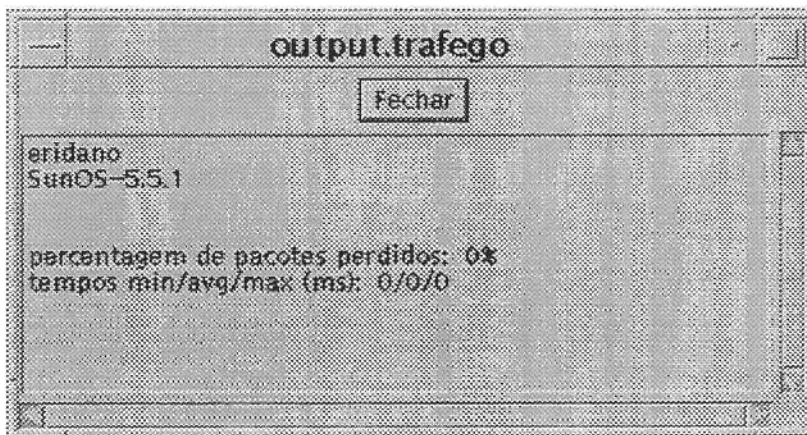 output.trafego
Fechar
eridano
SunOS-5.5.1
percentagem de pacotes perdidos: 0%
tempos min/avg/max (ms): 0/0/0